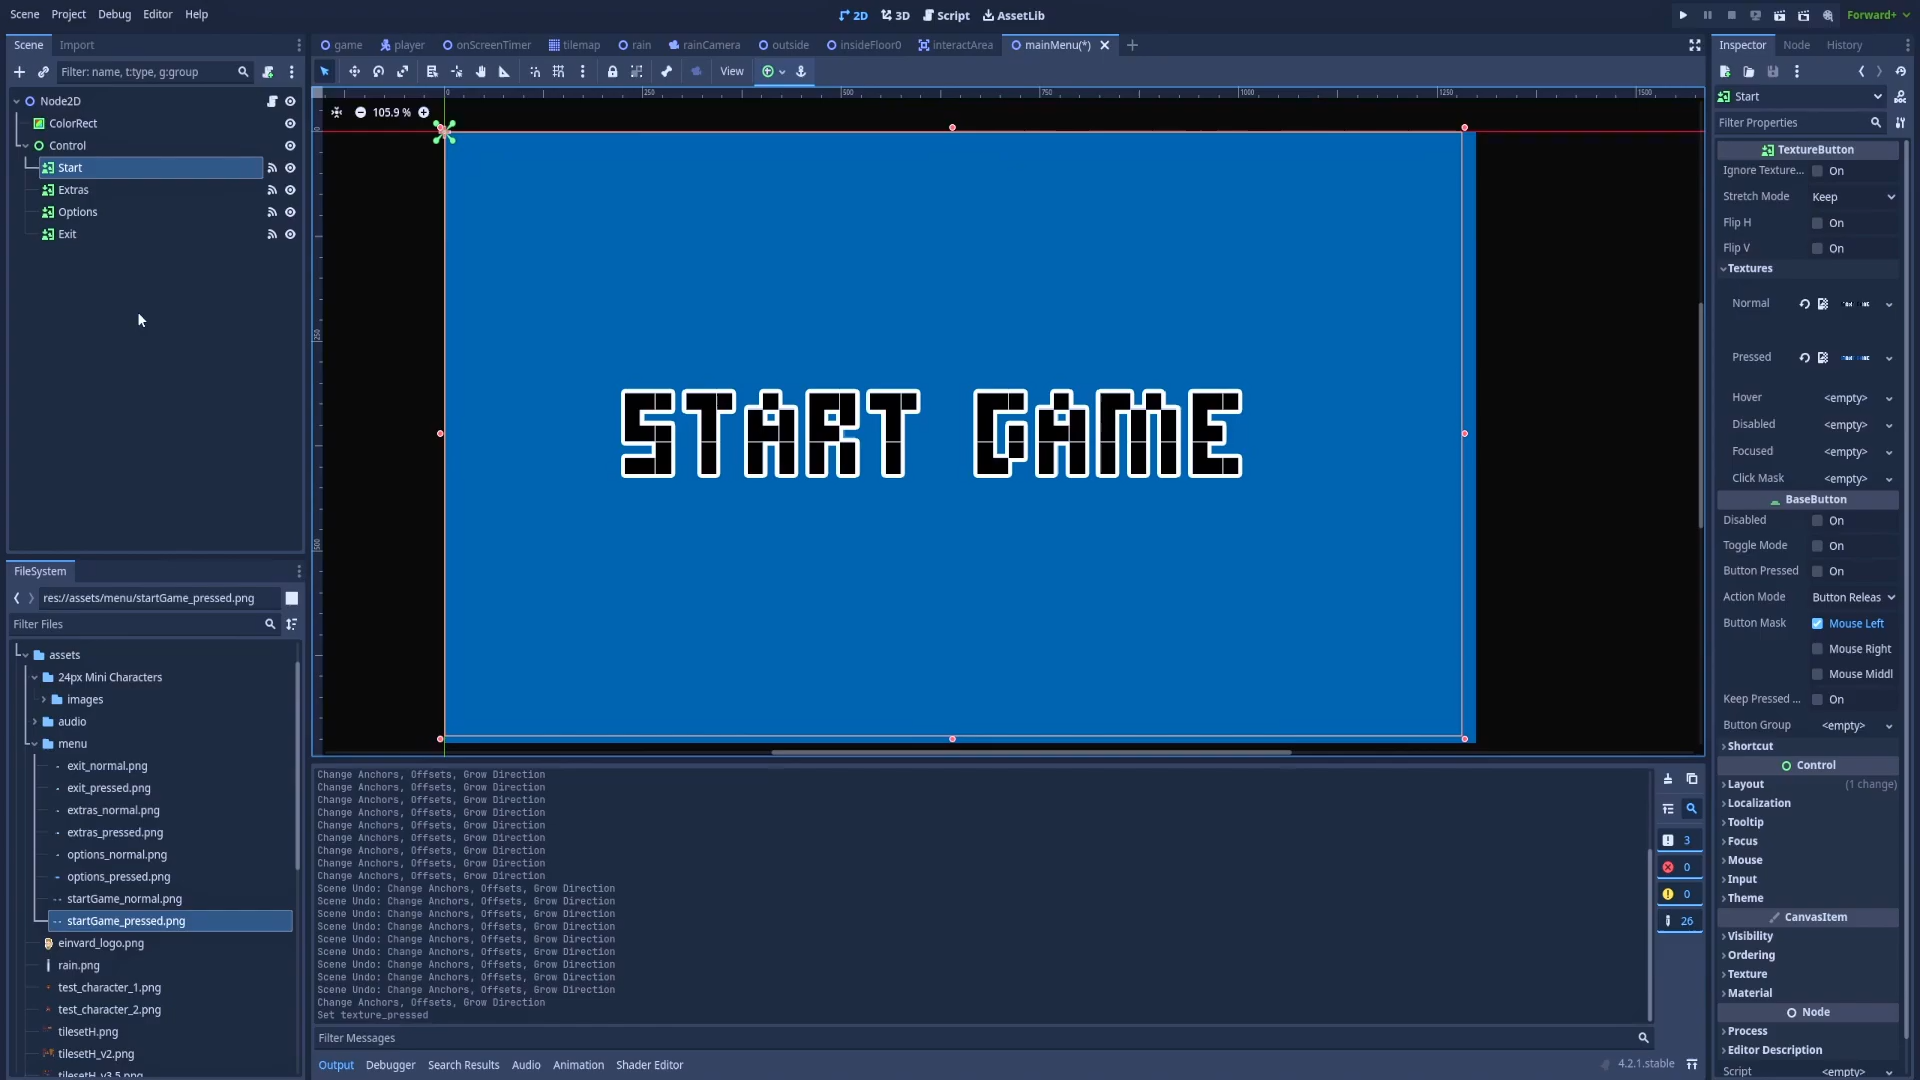 Scene Project Debug Editor Help
2D 3D Script AssetLib
Forward+
Scene Import
game player onScreenTimer tilemap rain rainCamera outside insideFloor0 interactArea mainMenu(*)
Inspector Node History
Filter: name, t:type, g:group
View
Node2D
ColorRect
Control
Start
Extras
Options
Exit
105.9 %
0 250 500 750 1000 1250 1500
0
250
500
START GAME
FileSystem
res://assets/menu/startGame_pressed.png
Filter Files
assets
24px Mini Characters
images
audio
menu
exit_normal.png
exit_pressed.png
extras_normal.png
extras_pressed.png
options_normal.png
options_pressed.png
startGame_normal.png
startGame_pressed.png
einvard_logo.png
rain.png
test_character_1.png
test_character_2.png
tilesetH.png
tilesetH_v2.png
tilesetH_v3.5.png
Change Anchors, Offsets, Grow Direction
Change Anchors, Offsets, Grow Direction
Change Anchors, Offsets, Grow Direction
Change Anchors, Offsets, Grow Direction
Change Anchors, Offsets, Grow Direction
Change Anchors, Offsets, Grow Direction
Change Anchors, Offsets, Grow Direction
Change Anchors, Offsets, Grow Direction
Change Anchors, Offsets, Grow Direction
Scene Undo: Change Anchors, Offsets, Grow Direction
Scene Undo: Change Anchors, Offsets, Grow Direction
Scene Undo: Change Anchors, Offsets, Grow Direction
Scene Undo: Change Anchors, Offsets, Grow Direction
Scene Undo: Change Anchors, Offsets, Grow Direction
Scene Undo: Change Anchors, Offsets, Grow Direction
Scene Undo: Change Anchors, Offsets, Grow Direction
Scene Undo: Change Anchors, Offsets, Grow Direction
Scene Undo: Change Anchors, Offsets, Grow Direction
Change Anchors, Offsets, Grow Direction
Set texture_pressed
3
0
0
26
Filter Messages
Output Debugger Search Results Audio Animation Shader Editor
4.2.1.stable
Start
Filter Properties
TextureButton
Ignore Texture... On
Stretch Mode Keep
Flip H On
Flip V On
Textures
Normal
Pressed
Hover <empty>
Disabled <empty>
Focused <empty>
Click Mask <empty>
BaseButton
Disabled On
Toggle Mode On
Button Pressed On
Action Mode Button Releas
Button Mask Mouse Left
Mouse Right
Mouse Middl
Keep Pressed ... On
Button Group <empty>
Shortcut
Control
Layout (1 change)
Localization
Tooltip
Focus
Mouse
Input
Theme
CanvasItem
Visibility
Ordering
Texture
Material
Node
Process
Editor Description
Script <empty>